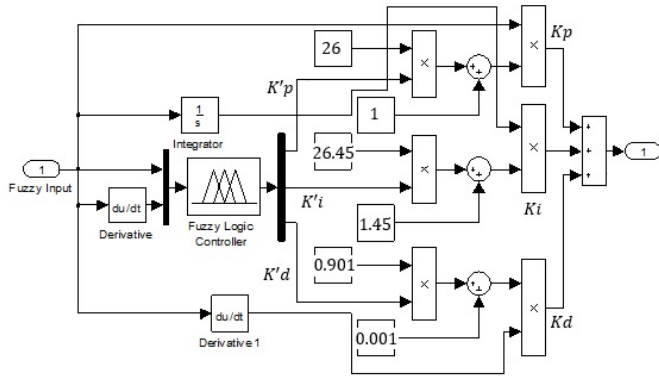 26
K'p
Kp
1
s
Integrator
1
26.45
1
Fuzzy Input
du/dt
Derivative
Fuzzy Logic
Controller
K'i
1.45
Ki
1
K'd
0.901
du/dt
Derivative 1
0.001
Kd
×
×
×
×
×
×
+
+
+
+
+
+
+
+
+